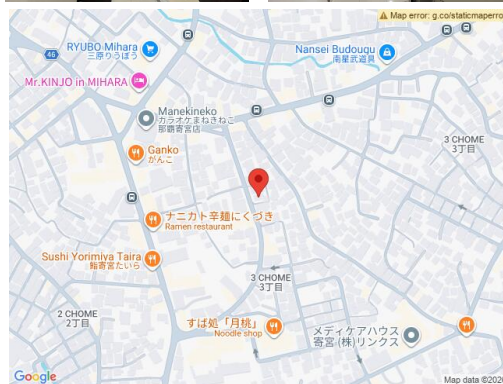 Map error: g.co/staticmaperro
46
RYUBO Mihara
三原りうぼう
Nansei Budougu
南星武道具
Mr.KINJO in MIHARA
Manekineko
カラオケまねきねこ
那覇寄宮店
3 CHOME
3丁目
Ganko
がんこ
ナニカト辛麺にくづき
Ramen restaurant
Sushi Yorimiya Taira
鮨寄宮たいら
3 CHOME
3丁目
2 CHOME
2丁目
すば処「月桃」
Noodle shop
メディケアハウス
寄宮 (株)リンクス
Google
Map data ©202